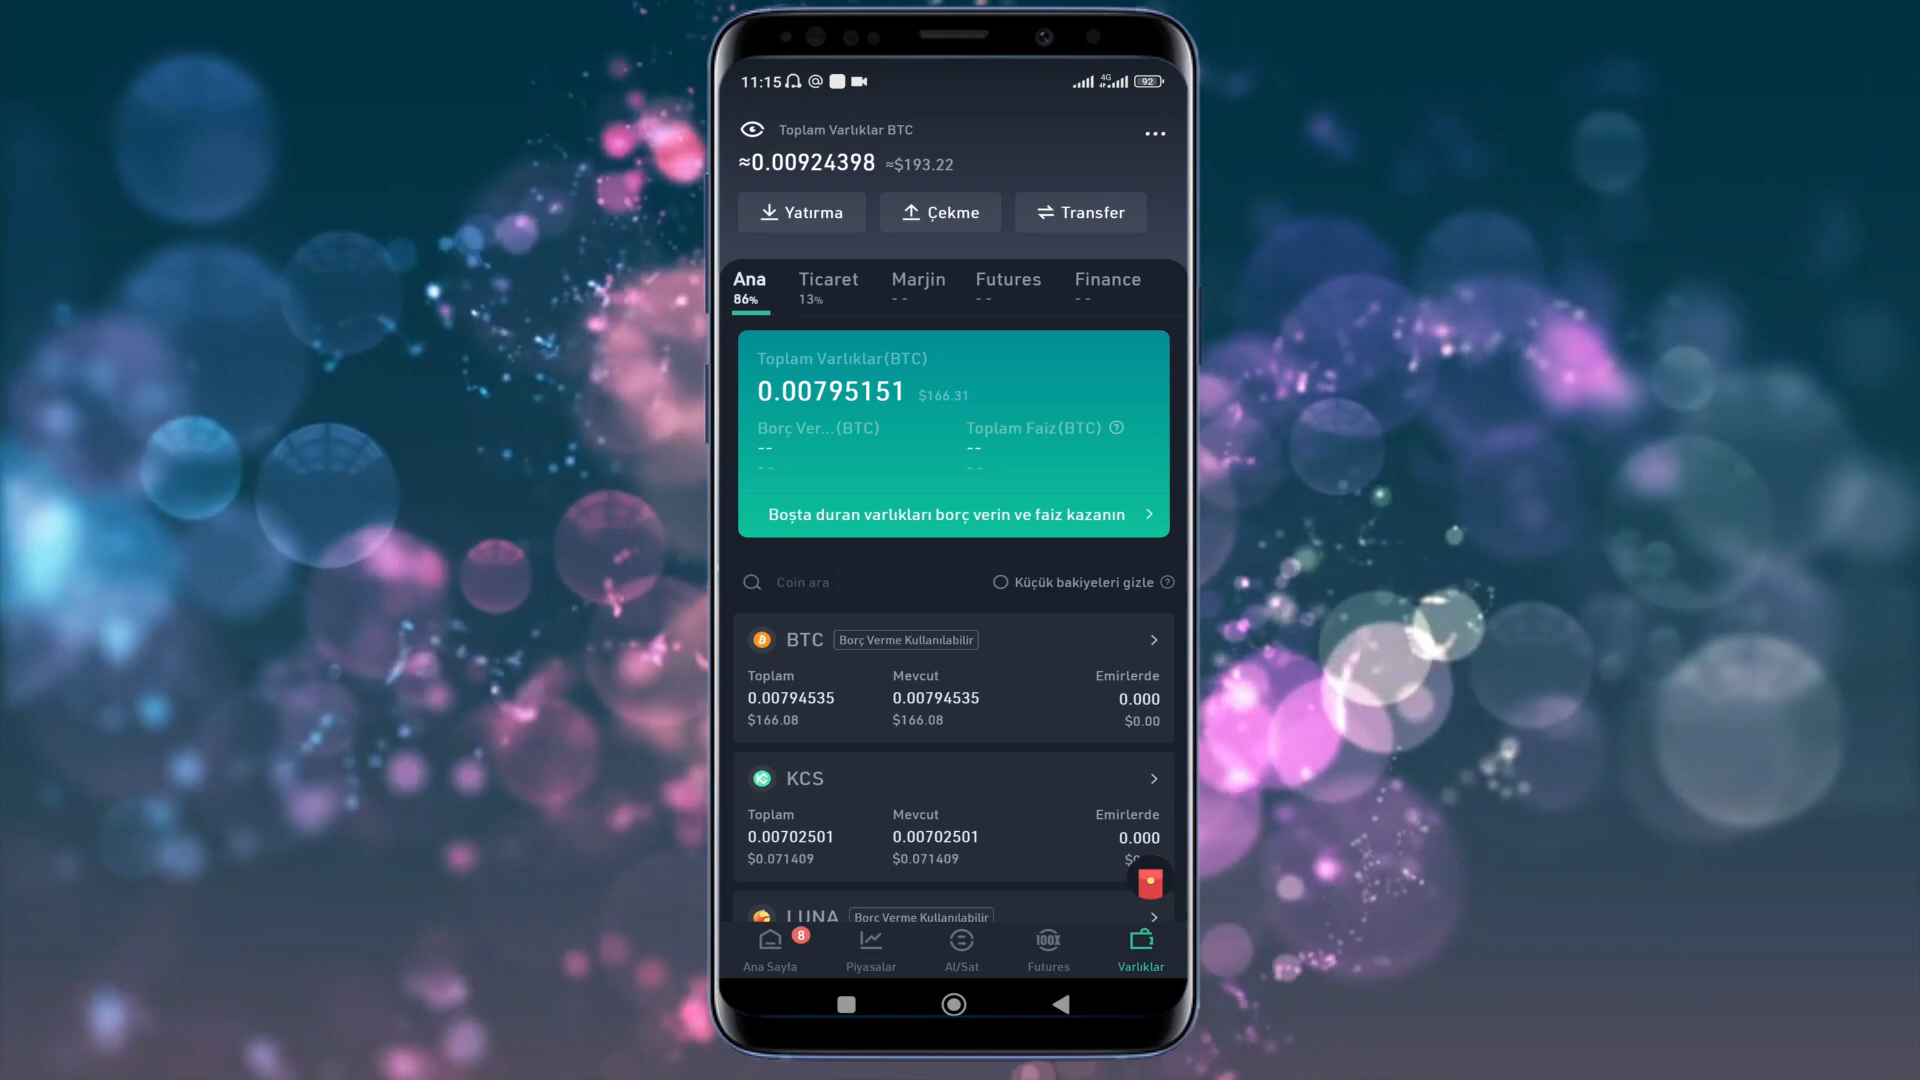 11:15 4G 92
Toplam Varlıklar BTC
≈0.00924398 ≈$193.22
Yatırma Çekme Transfer
Ana Ticaret Marjin Futures Finance
86% 13% -- -- --
Toplam Varlıklar(BTC)
0.00795151 $166.31
Borç Ver...(BTC) Toplam Faiz(BTC) ?
-- --
-- --
Boşta duran varlıkları borç verin ve faiz kazanın
Coin ara Küçük bakiyeleri gizle ?
BTC Borç Verme Kullanılabilir
Toplam Mevcut Emirlerde
0.00794535 0.00794535 0.000
$166.08 $166.08 $0.00
KCS
Toplam Mevcut Emirlerde
0.00702501 0.00702501 0.000
$0.071409 $0.071409
LUNA Borç Verme Kullanılabilir
8 100X
Ana Sayfa Piyasalar Al/Sat Futures Varlıklar